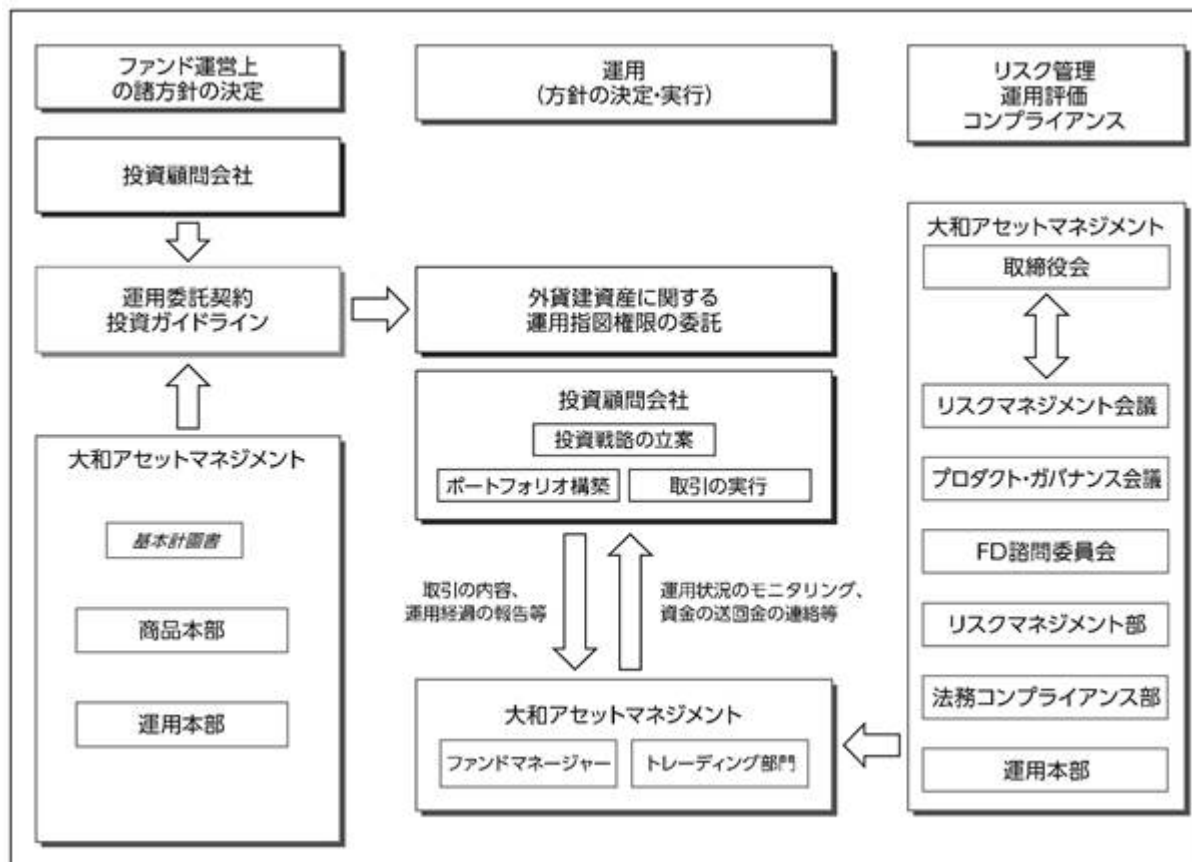 ファンド運営上
の諸方針の決定
運用
(方針の決定・実行)
リスク管理
運用評価
コンプライアンス
投資顧問会社
運用委託契約
投資ガイドライン
大和アセットマネジメント
基本計画書
商品本部
運用本部
外貨建資産に関する
運用指図権限の委託
投資顧問会社
投資戦略の立案
ポートフォリオ構築
取引の実行
取引の内容、
運用経過の報告等
運用状況のモニタリング、
資金の送回金の連絡等
大和アセットマネジメント
ファンドマネージャー
トレーディング部門
大和アセットマネジメント
取締役会
リスクマネジメント会議
プロダクト・ガバナンス会議
FD諮問委員会
リスクマネジメント部
法務コンプライアンス部
運用本部